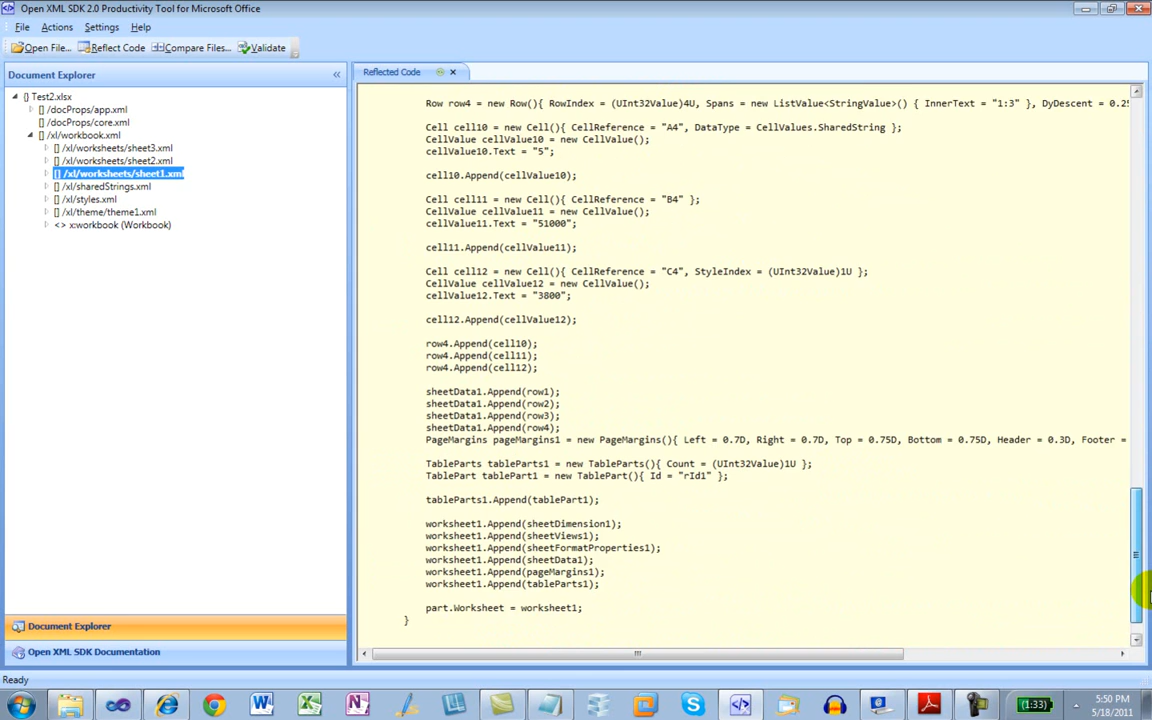 Open XML SDK 2.0 Productivity Tool for Microsoft Office
File Actions Settings Help
Open File... Reflect Code Compare Files... Validate
Document Explorer
Test2.xlsx
/docProps/app.xml
/docProps/core.xml
/xl/workbook.xml
/xl/worksheets/sheet3.xml
/xl/worksheets/sheet2.xml
/xl/worksheets/sheet1.xml
/xl/sharedStrings.xml
/xl/styles.xml
/xl/theme/theme1.xml
<> x:workbook (Workbook)
Document Explorer
Open XML SDK Documentation
Reflected Code
Row row4 = new Row(){ RowIndex = (UInt32Value)4U, Spans = new ListValue<StringValue>() { InnerText = "1:3" }, DyDescent = 0.25
Cell cell10 = new Cell(){ CellReference = "A4", DataType = CellValues.SharedString };
CellValue cellValue10 = new CellValue();
cellValue10.Text = "5";
cell10.Append(cellValue10);
Cell cell11 = new Cell(){ CellReference = "B4" };
CellValue cellValue11 = new CellValue();
cellValue11.Text = "51000";
cell11.Append(cellValue11);
Cell cell12 = new Cell(){ CellReference = "C4", StyleIndex = (UInt32Value)1U };
CellValue cellValue12 = new CellValue();
cellValue12.Text = "3800";
cell12.Append(cellValue12);
row4.Append(cell10);
row4.Append(cell11);
row4.Append(cell12);
sheetData1.Append(row1);
sheetData1.Append(row2);
sheetData1.Append(row3);
sheetData1.Append(row4);
PageMargins pageMargins1 = new PageMargins(){ Left = 0.7D, Right = 0.7D, Top = 0.75D, Bottom = 0.75D, Header = 0.3D, Footer =
TableParts tableParts1 = new TableParts(){ Count = (UInt32Value)1U };
TablePart tablePart1 = new TablePart(){ Id = "rId1" };
tableParts1.Append(tablePart1);
worksheet1.Append(sheetDimension1);
worksheet1.Append(sheetViews1);
worksheet1.Append(sheetFormatProperties1);
worksheet1.Append(sheetData1);
worksheet1.Append(pageMargins1);
worksheet1.Append(tableParts1);
part.Worksheet = worksheet1;
}
Ready
(1:33)
5:50 PM
5/18/2011